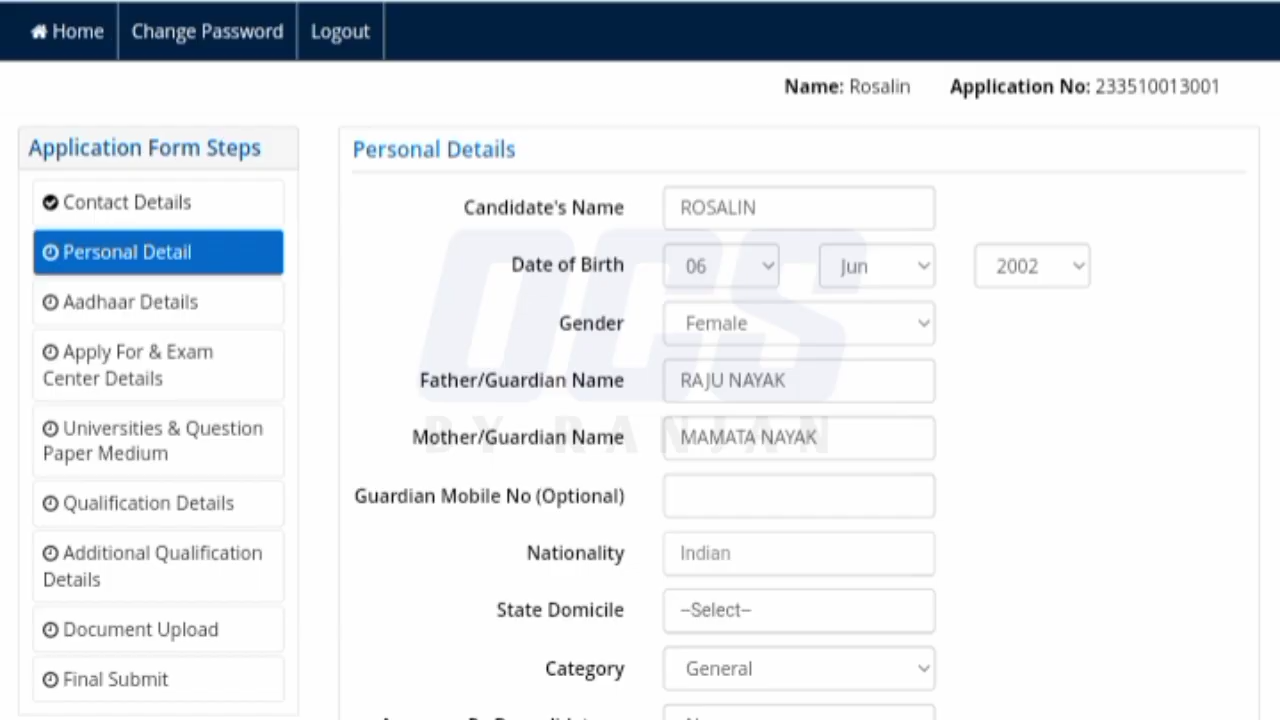 Home Change Password Logout
Name: Rosalin Application No: 233510013001
Application Form Steps
Contact Details
Personal Detail
Aadhaar Details
Apply For & Exam
Center Details
Universities & Question
Paper Medium
Qualification Details
Additional Qualification
Details
Document Upload
Final Submit
Personal Details
Candidate's Name ROSALIN
Date of Birth 06 Jun 2002
Gender Female
Father/Guardian Name RAJU NAYAK
Mother/Guardian Name MAMATA NAYAK
Guardian Mobile No (Optional)
Nationality Indian
State Domicile --Select--
Category General
OGS
BY RANJAN